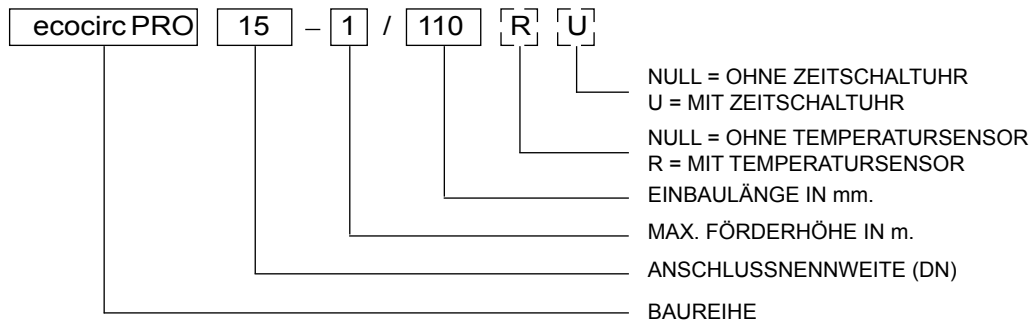 ecocirc PRO 15 – 1 / 110 R U
NULL = OHNE ZEITSCHALTUHR
U = MIT ZEITSCHALTUHR
NULL = OHNE TEMPERATURSENSOR
R = MIT TEMPERATURSENSOR
EINBAULÄNGE IN mm.
MAX. FÖRDERHÖHE IN m.
ANSCHLUSSNENNWEITE (DN)
BAUREIHE